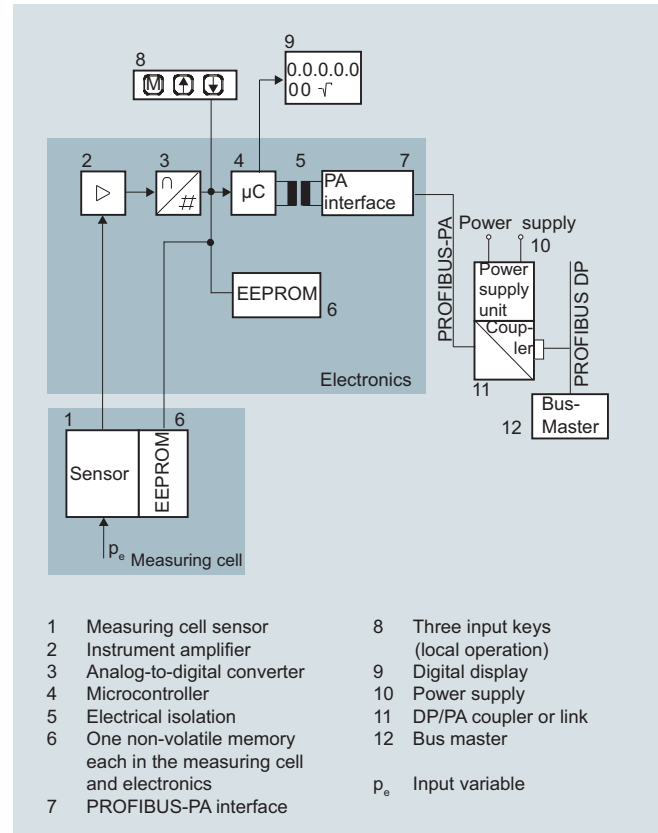 8
9
M
0.0.0.0.0
00 √
2
3
4
5
7
∩
#
µC
PA
interface
EEPROM
6
Electronics
PROFIBUS-PA
Power supply
10
Power
supply
unit
Coup-
ler
11
PROFIBUS DP
Bus-
Master
12
1
6
Sensor
EEPROM
pe
Measuring cell
1 Measuring cell sensor
2 Instrument amplifier
3 Analog-to-digital converter
4 Microcontroller
5 Electrical isolation
6 One non-volatile memory
each in the measuring cell
and electronics
7 PROFIBUS-PA interface
8 Three input keys
(local operation)
9 Digital display
10 Power supply
11 DP/PA coupler or link
12 Bus master
pe Input variable